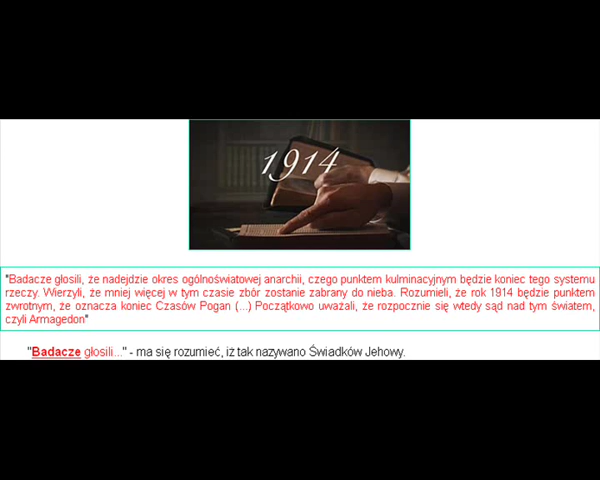 1914
"Badacze głosili, że nadejdzie okres ogólnoświatowej anarchii, czego punktem kulminacyjnym będzie koniec tego systemu
rzeczy. Wierzyli, że mniej więcej w tym czasie zbór zostanie zabrany do nieba. Rozumieli, że rok 1914 będzie punktem
zwrotnym, że oznacza koniec Czasów Pogan (...) Początkowo uważali, że rozpocznie się wtedy sąd nad tym światem,
czyli Armagedon"
"Badacze głosili..." - ma się rozumieć, iż tak nazywano Świadków Jehowy.